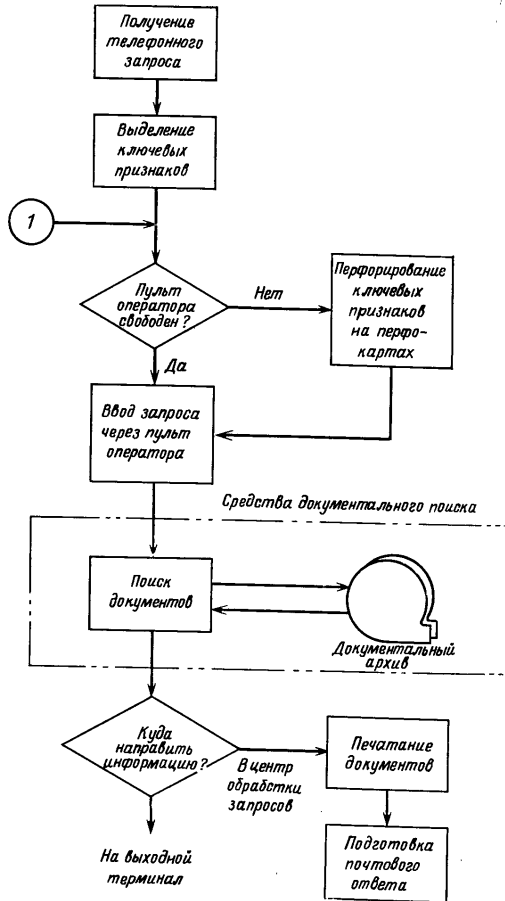 Получение
телефонного
запроса
Выделение
ключевых
признаков
1
Пульт
оператора
свободен?
Нет
Перфорирование
ключевых
признаков
на перфо-
картах
Да
Ввод запроса
через пульт
оператора
Средства документального поиска
Поиск
документов
Документальный
архив
Куда
направить
информацию?
В центр
обработки
запросов
Печатание
документов
На выходной
терминал
Подготовка
почтового
ответа